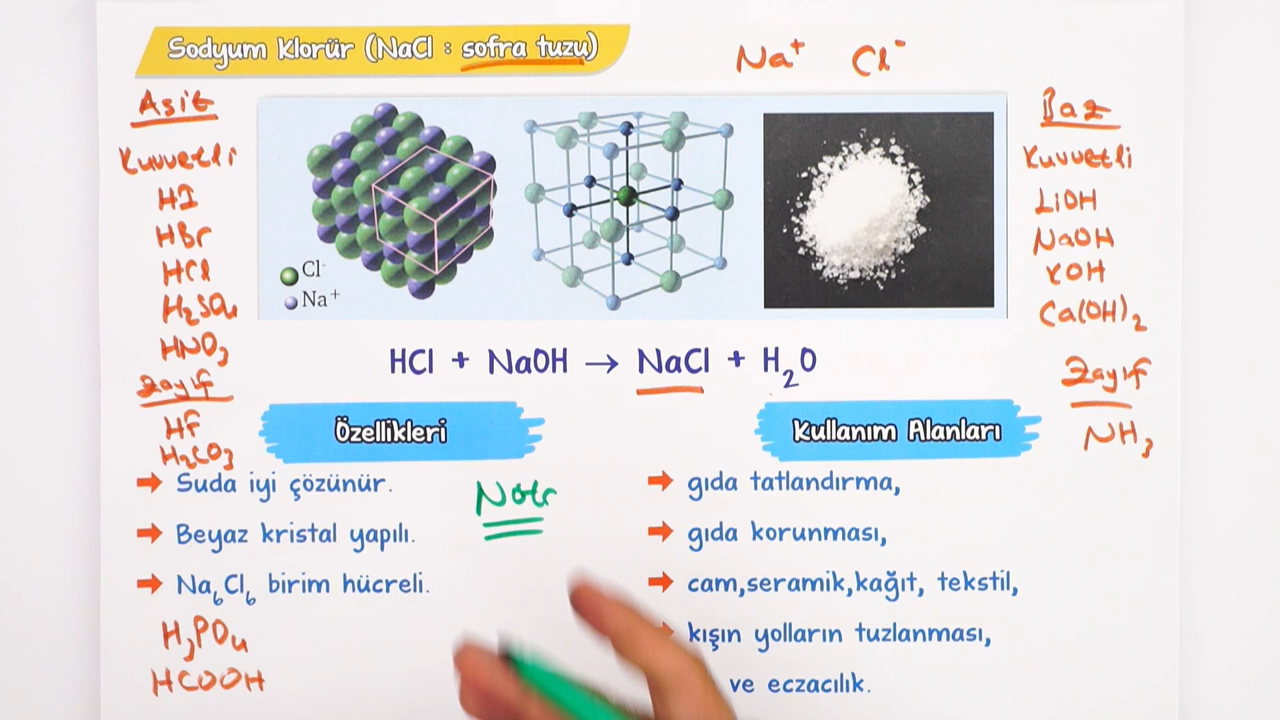 Sodyum Klorür (NaCl : sofra tuzu)
Na⁺ Cl⁻
Asit
Kuvvetli
HI
HBr
HCl
H₂SO₄
HNO₃
Zayıf
HF
H₂CO₃
Cl⁻
Na⁺
Baz
Kuvvetli
LiOH
NaOH
KOH
Ca(OH)₂
Zayıf
NH₃
HCl + NaOH → NaCl + H₂O
Özellikleri
→ Suda iyi çözünür.
→ Beyaz kristal yapılı.
→ Na₆Cl₆ birim hücreli.
Nötr
H₃PO₄
HCOOH
Kullanım Alanları
→ gıda tatlandırma,
→ gıda korunması,
→ cam,seramik,kağıt, tekstil,
kışın yolların tuzlanması,
ve eczacılık.